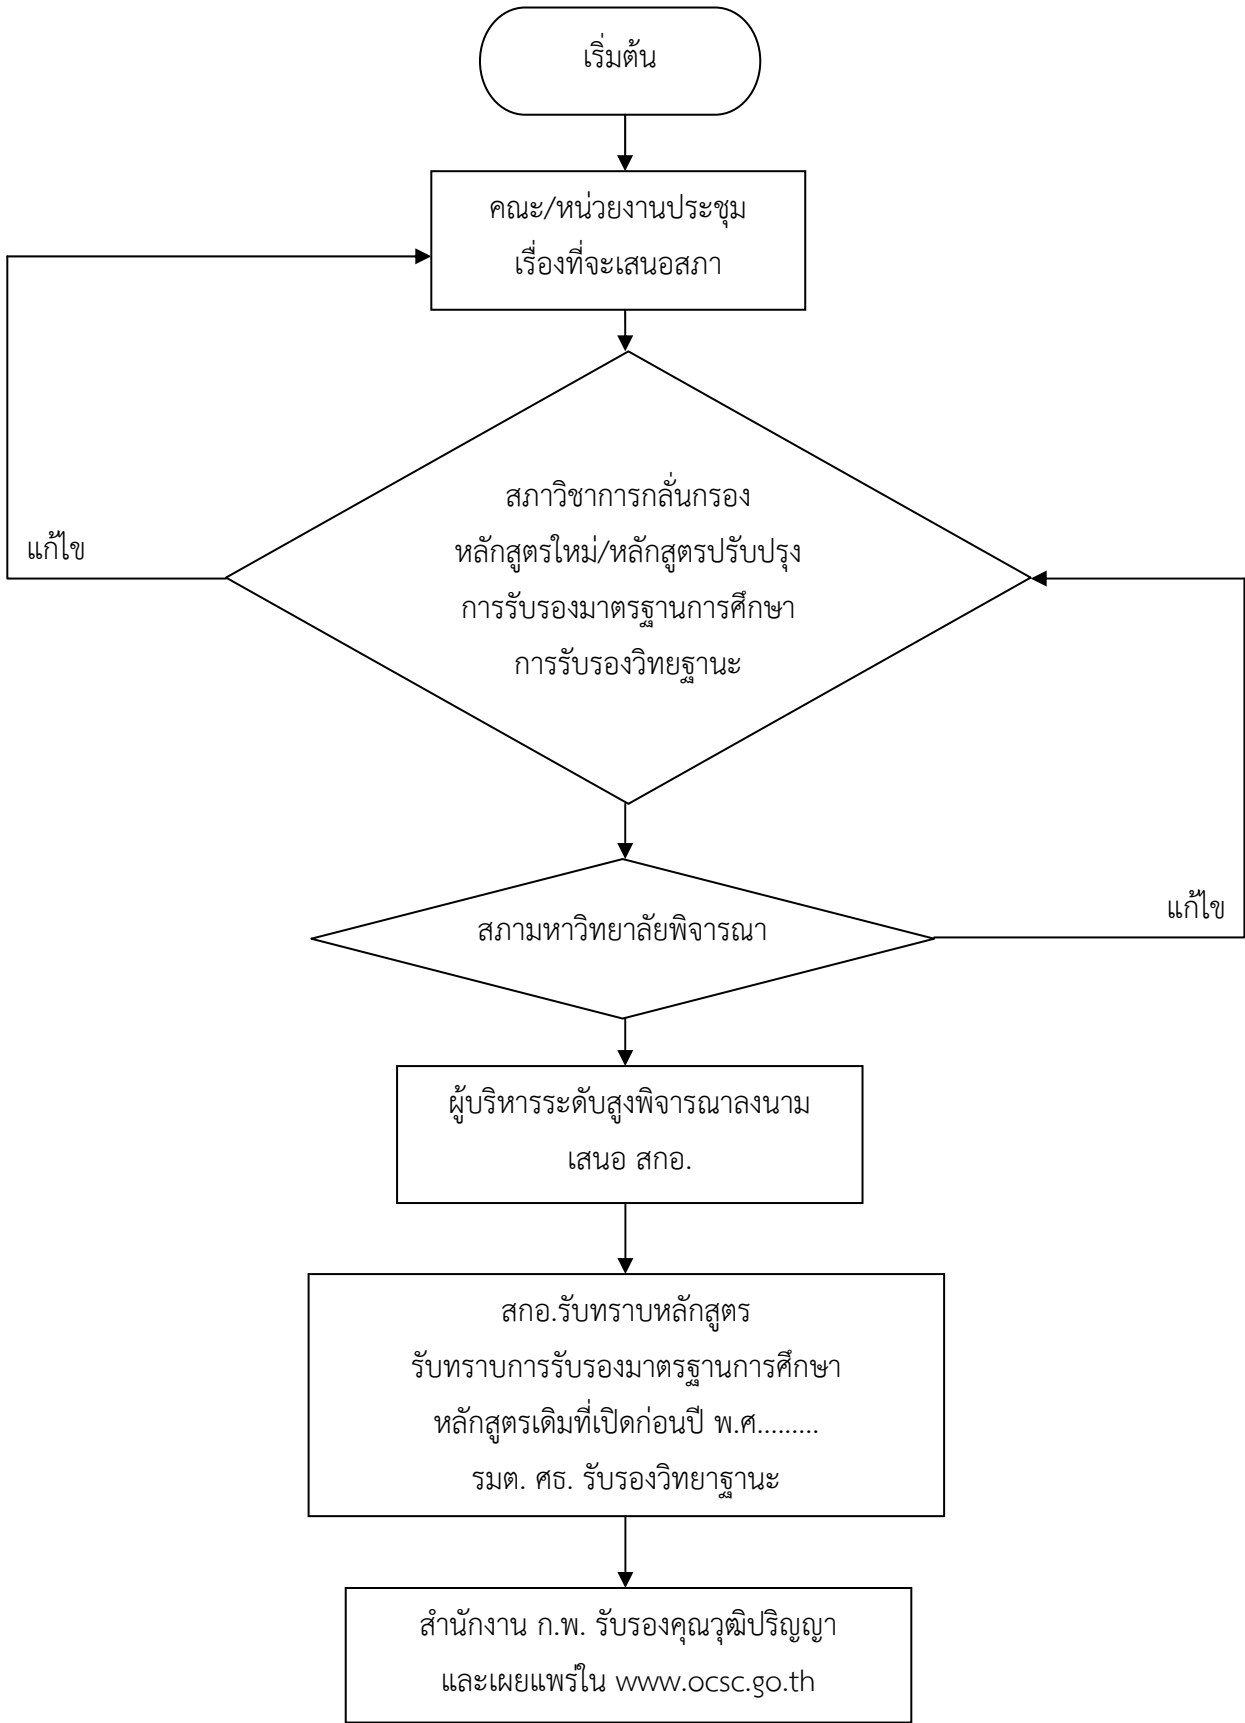 เริ่มต้น
คณะ/หน่วยงานประชุม
เรื่องที่จะเสนอสภา
สภาวิชาการกลั่นกรอง
หลักสูตรใหม่/หลักสูตรปรับปรุง
การรับรองมาตรฐานการศึกษา
การรับรองวิทยฐานะ
แก้ไข
สภามหาวิทยาลัยพิจารณา
แก้ไข
ผู้บริหารระดับสูงพิจารณาลงนาม
เสนอ สกอ.
สกอ.รับทราบหลักสูตร
รับทราบการรับรองมาตรฐานการศึกษา
หลักสูตรเดิมที่เปิดก่อนปี พ.ศ.........
รมต. ศธ. รับรองวิทยาฐานะ
สำนักงาน ก.พ. รับรองคุณวุฒิปริญญา
และเผยแพร่ใน www.ocsc.go.th